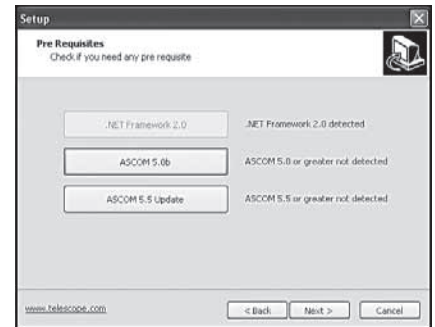 Setup
Pre Requisites
Check if you need any pre requisite
.NET Framework 2.0
.NET Framework 2.0 detected
ASCOM 5.0b
ASCOM 5.0 or greater not detected
ASCOM 5.5 Update
ASCOM 5.5 or greater not detected
www.telescope.com
< Back
Next >
Cancel